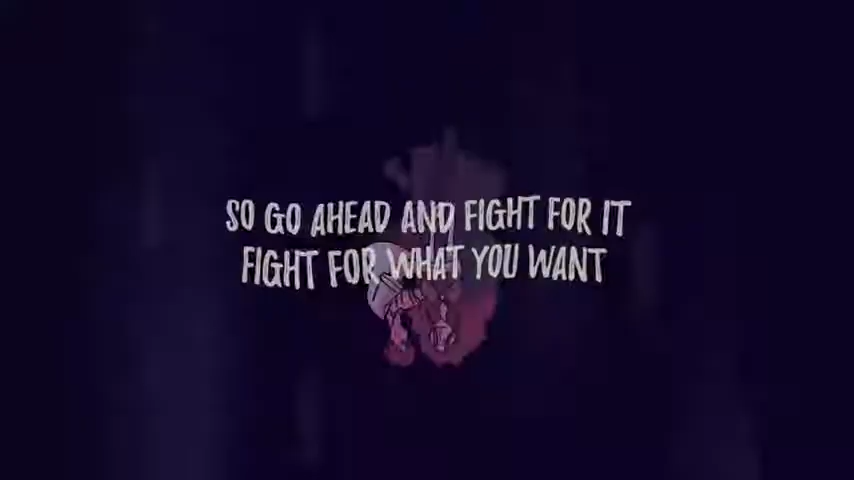 SO GO AHEAD AND FIGHT FOR IT
FIGHT FOR WHAT YOU WANT